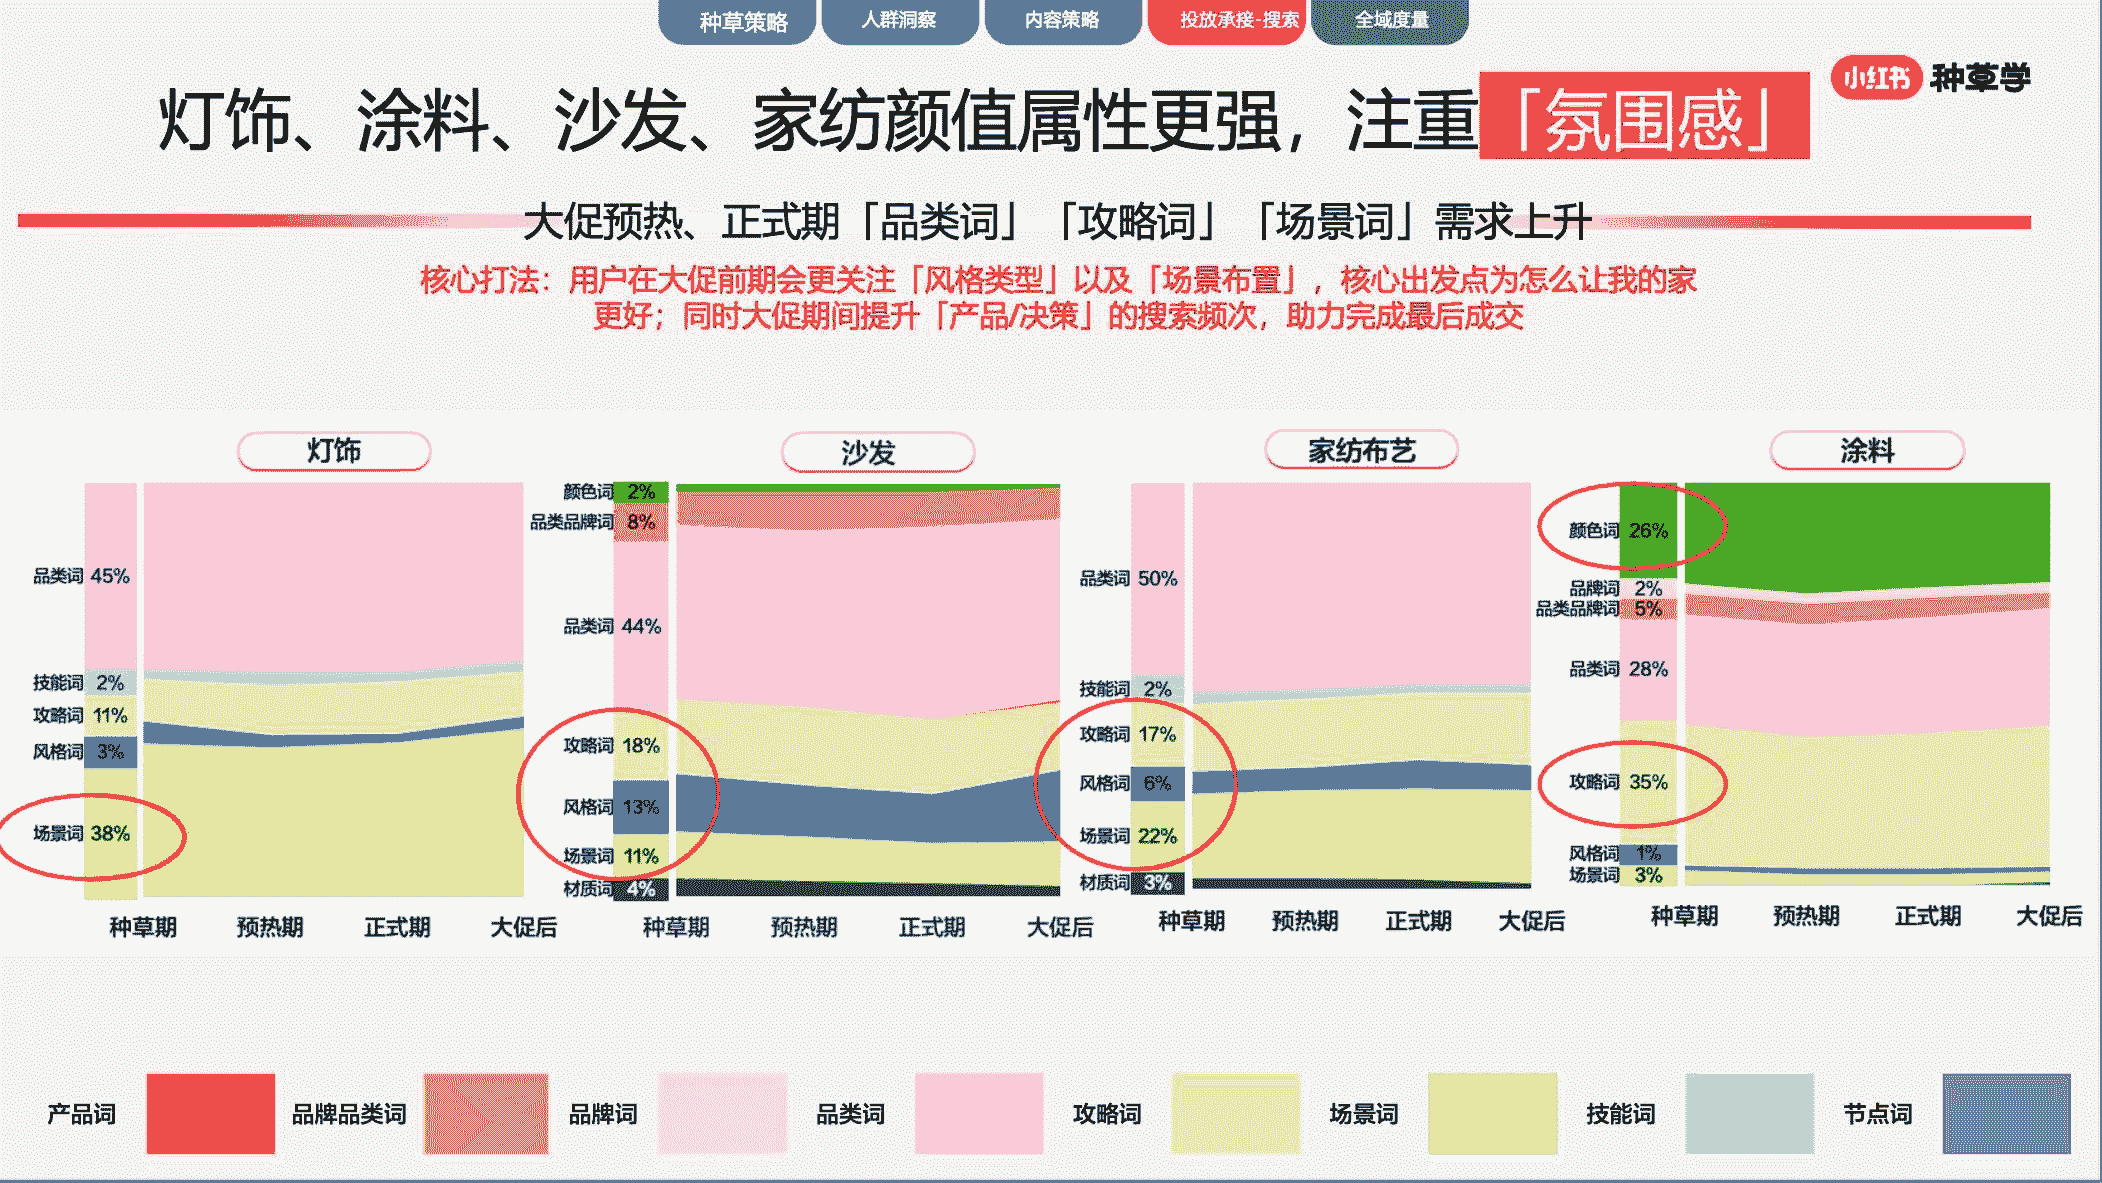 种草策略
人群洞察
内容策略
投放承接-搜索
全域度量
小红书 种草学
灯饰、涂料、沙发、家纺颜值属性更强，注重「氛围感」
大促预热、正式期「品类词」「攻略词」「场景词」需求上升
核心打法：用户在大促前期会更关注「风格类型」以及「场景布置」，核心出发点为怎么让我的家
更好；同时大促期间提升「产品/决策」的搜索频次，助力完成最后成交
灯饰
品类词 45%
技能词 2%
攻略词 11%
风格词 3%
场景词 38%
种草期 预热期 正式期 大促后
沙发
颜色词 2%
品类品牌词 8%
品类词 44%
攻略词 18%
风格词 13%
场景词 11%
材质词 4%
种草期 预热期 正式期 大促后
家纺布艺
品类词 50%
技能词 2%
攻略词 17%
风格词 6%
场景词 22%
材质词 3%
种草期 预热期 正式期 大促后
涂料
颜色词 26%
品牌词 2%
品类品牌词 5%
品类词 28%
攻略词 35%
风格词 1%
场景词 3%
种草期 预热期 正式期 大促后
产品词
品牌品类词
品牌词
品类词
攻略词
场景词
技能词
节点词